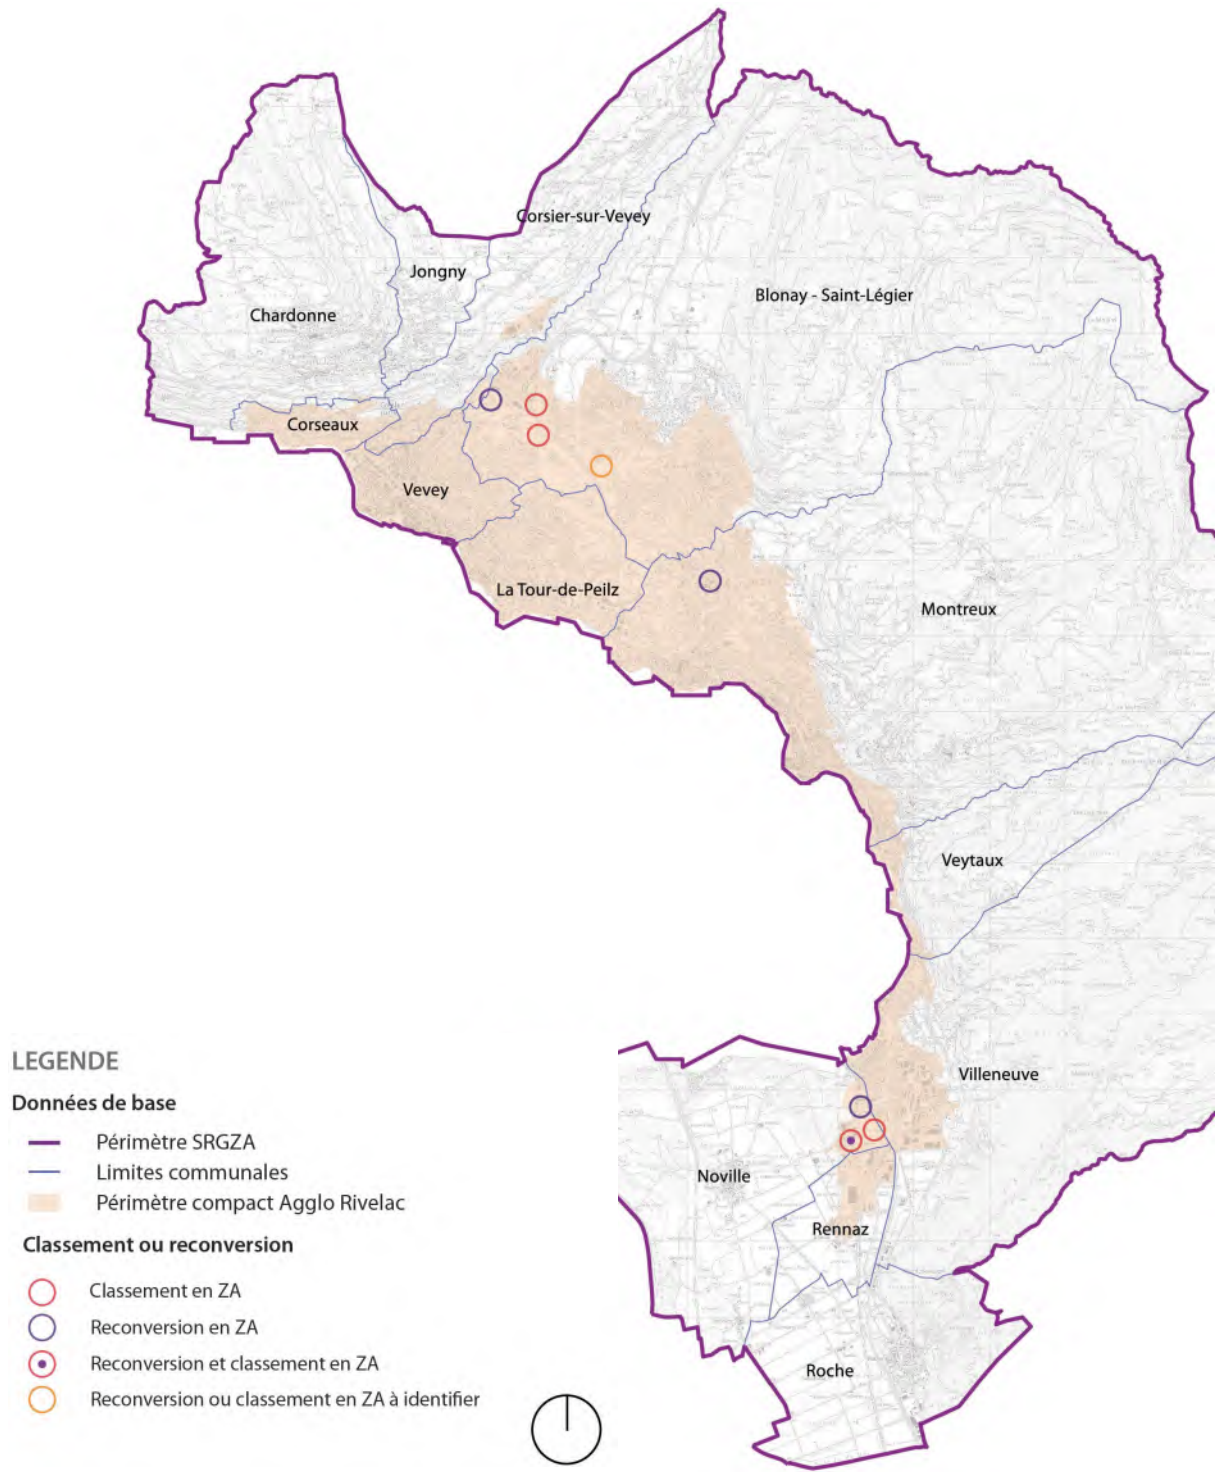 Corsier-sur-Vevey
Jongny
Blonay - Saint-Légier
Chardonne
Corseaux
Vevey
La Tour-de-Peilz
Montreux
Veytaux
Villeneuve
Noville
Rennaz
Roche
LEGENDE
Données de base
Périmètre SRGZA
Limites communales
Périmètre compact Agglo Rivelac
Classement ou reconversion
Classement en ZA
Reconversion en ZA
Reconversion et classement en ZA
Reconversion ou classement en ZA à identifier